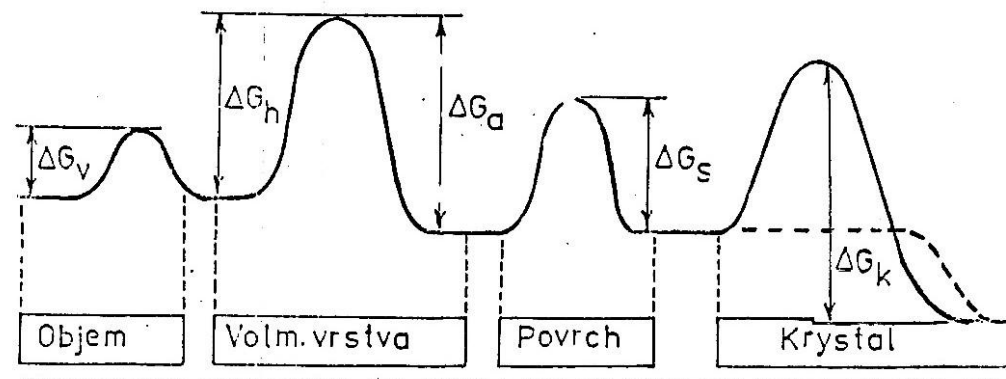 ΔG_v
ΔG_h
ΔG_a
ΔG_s
ΔG_k
Objem
Volm. vrstva
Povrch
Krystal